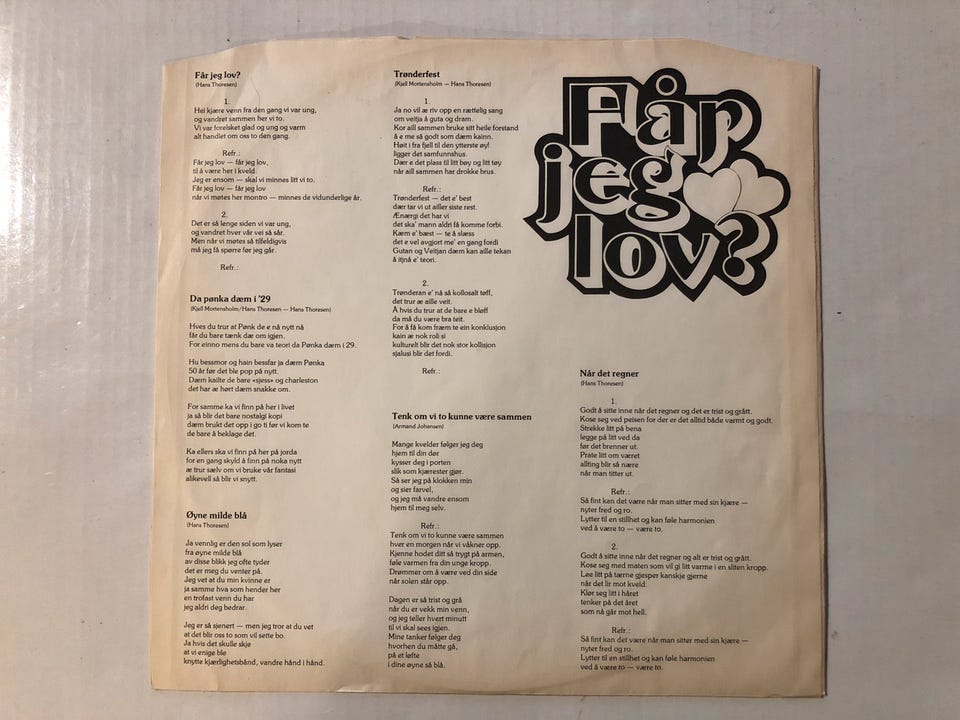 Får jeg lov?
(Hans Thoresen)
1.
Hei kjære venn fra den gang vi var ung,
og vandret sammen her vi to.
Vi var forelsket glad og ung og varm
alt handlet om oss to den gang.
Refr.:
Får jeg lov — får jeg lov,
til å være her i kveld
Jeg er ensom — skal vi minnes litt vi to.
Får jeg lov — får jeg lov
når vi møtes her montro — minnes de vidunderlige år.
2.
Det er så lenge siden vi var ung,
og vandret hver vår vei så sår.
Men når vi møtes så tilfeldigvis
må jeg få spørre før jeg går.
Refr.:
Da pønka dæm i '29
(Kjell Mortensholm/Hans Thoresen — Hans Thoresen)
Hves du trur at Pønk de e nå nytt nå
får du bare tænk dæ om igjen.
For einno mens du bare va teori da Pønka dæm i 29.
Hu bessmor og hain bessfar ja dæm Pønka
50 år før det ble pop på nytt.
Dæm kailte de bare «sjess» og charleston
det har æ hørt dæm snakke om.
For samme ka vi finn på her i livet
ja så blir det bare nostalgi kopi
dæm brukt det opp i go ti før vi kom te
de bare å beklage det.
Ka ellers ska vi finn på her på jorda
for en gang skyld å finn på noka nytt
æ trur sælv om vi bruke vår fantasi
alikevell så blir vi snytt.
Øyne milde blå
(Hans Thoresen)
Ja vennlig er den sol som lyser
fra øyne milde blå
av disse blikk jeg ofte tyder
det er meg du venter på.
Jeg vet at du min kvinne er
ja samme hva som hender her
en trofast venn du har
jeg aldri deg bedrar.
Jeg er så sjenert — men jeg tror at du vet
at det blir oss to som vil sette bo.
Ja hvis det skulle skje
at vi enige ble
knytte kjærlighetsbånd, vandre hånd i hånd.
Trønderfest
(Kjell Mortensholm — Hans Thoresen)
1.
Ja no vil æ riv opp en rættelig sang
om veitja å guta og dram.
Kor aill sammen bruke sitt heile forstand
å e me så godt som dæm kainn.
Høit i fra fjell til den ytterste øy!
ligger det samfunnshus.
Dær e det plass til litt bøy og litt tøy
når aill sammen har drokke brus.
Refr.:
Trønderfest — det e' best
dær tar vi ut ailler siste rest.
Ænærgi det har vi
det ska' mann aldri få komme forbi.
Kæm e' bæst — te å slæss
det e vel avgjort me' en gang fordi
Gutan og Veitjan dæm kan aille tekan
å itjnå e' teori.
2.
Trønderan e' nå så kollosalt tøff,
det trur æ aille veit.
Å hvis du trur at de bare e bløff
da må du være bra teit.
For å få kom fræm te ein konklusjon
kain æ nok roli si
kulturelt blir det nok stor kollisjon
sjalusi blir det fordi.
Refr.:
Tenk om vi to kunne være sammen
(Armand Johansen)
Mange kvelder følger jeg deg
hjem til din dør
kysser deg i porten
slik som kjærester gjør.
Så ser jeg på klokken min
og sier farvel,
og jeg må vandre ensom
hjem til meg selv.
Refr.:
Tenk om vi to kunne være sammen
hver en morgen når vi våkner opp.
Kjenne hodet ditt så trygt på armen,
føle varmen fra din unge kropp.
Drømmer om å være ved din side
når solen står opp.
Dagen er så trist og grå
når du er vekk min venn,
og jeg teller hvert minutt
til vi skal sees igjen.
Mine tanker følger deg
hvorhen du måtte gå,
på et løfte
i dine øyne så blå.
Får
jeg
lov?
Når det regner
(Hans Thoresen)
1.
Godt å sitte inne når det regner og det er trist og grått.
Kose seg ved peisen for der er det alltid både varmt og godt.
Strekke litt på bena
legge på litt ved da
før det brenner ut.
Prate litt om været
allting blir så nære
når man titter ut.
Refr.:
Så fint kan det være når man sitter med sin kjære —
nyter fred og ro.
Lytter til en stillhet og kan føle harmonien
ved å være to — være to.
2.
Godt å sitte inne når det regner og alt er trist og grått.
Kose seg med maten som vil gi litt varme i en sliten kropp.
Lee litt på tærne gjesper kanskje gjerne
når det lir mot kveld.
Klør seg litt i håret
tenker på det året
som nå går mot hell.
Refr.:
Så fint kan det være når man sitter med sin kjære —
nyter fred og ro.
Lytter til en stillhet og kan føle harmonien
ved å være to — være to.